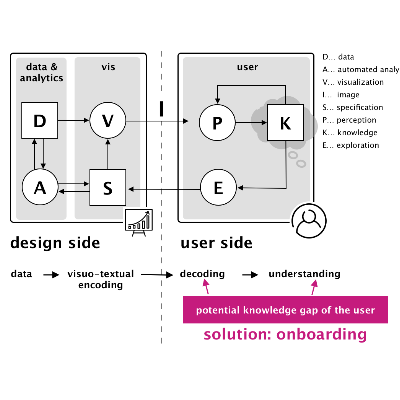 data & analytics
vis
user
D
V
I
P
K
A
S
E
D... data
A... automated analy
V... visualization
I... image
S... specification
P... perception
K... knowledge
E... exploration
design side
user side
data
visuo-textual
encoding
decoding
understanding
potential knowledge gap of the user
solution: onboarding